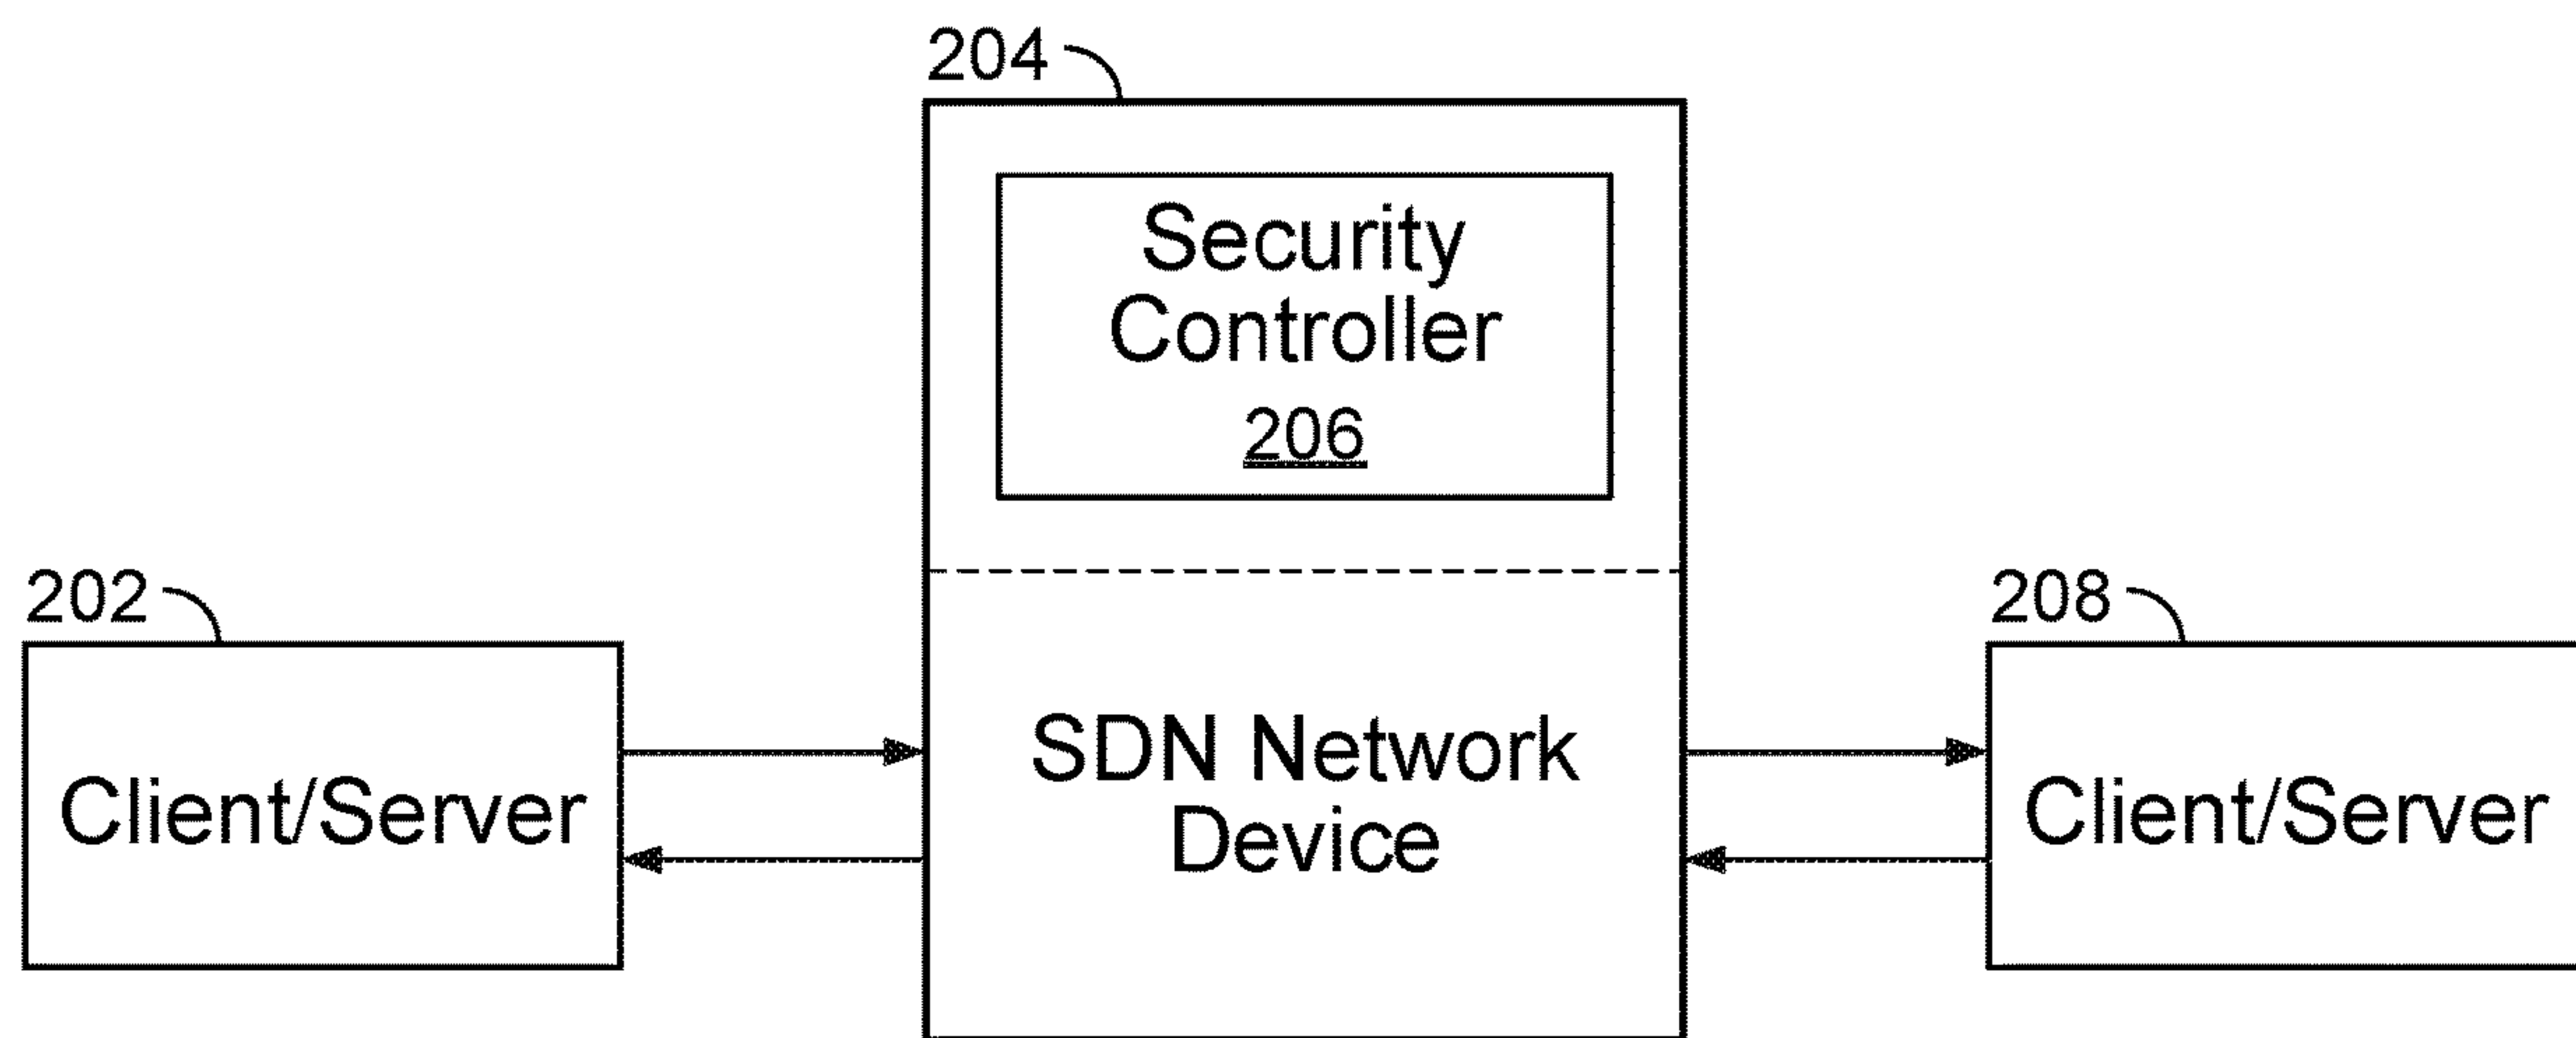 204
Security
Controller
206
202
208
SDN Network
Device
Client/Server
Client/Server